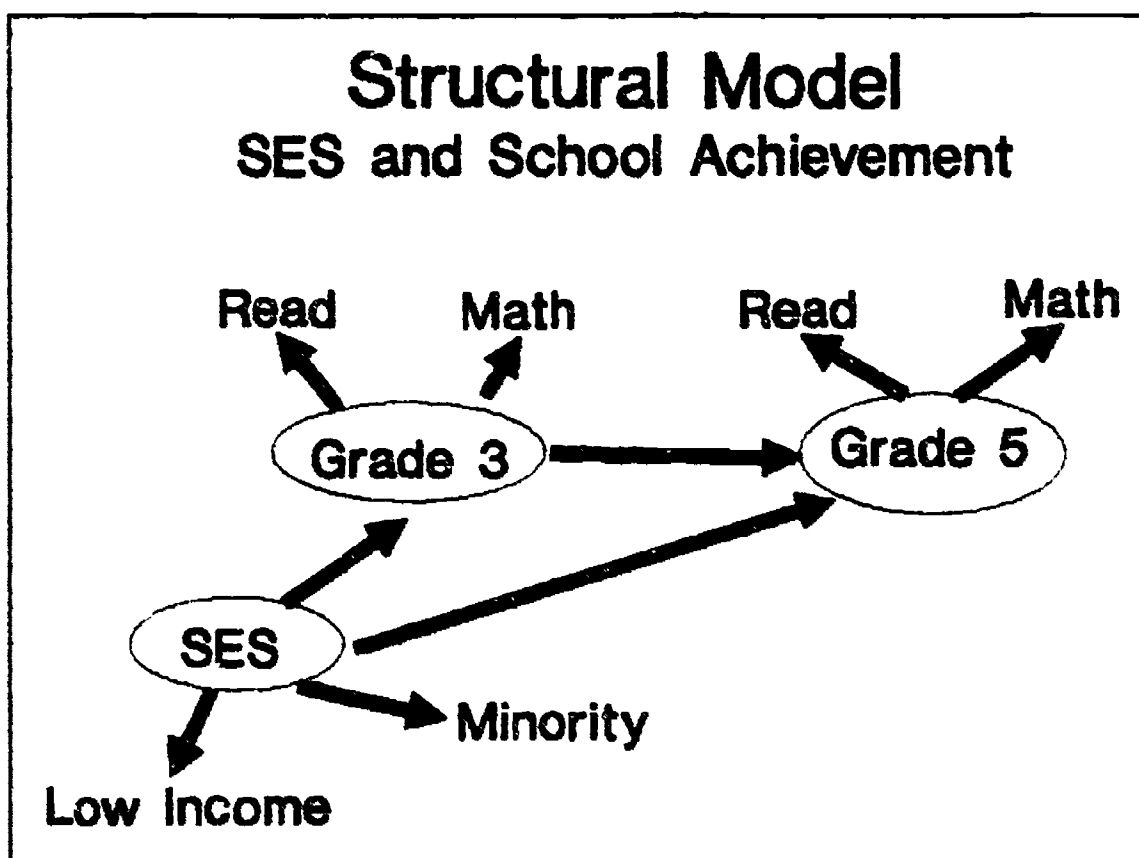 Structural Model
SES and School Achievement
Read Math Read Math
Grade 3 Grade 5
SES
Minority
Low Income